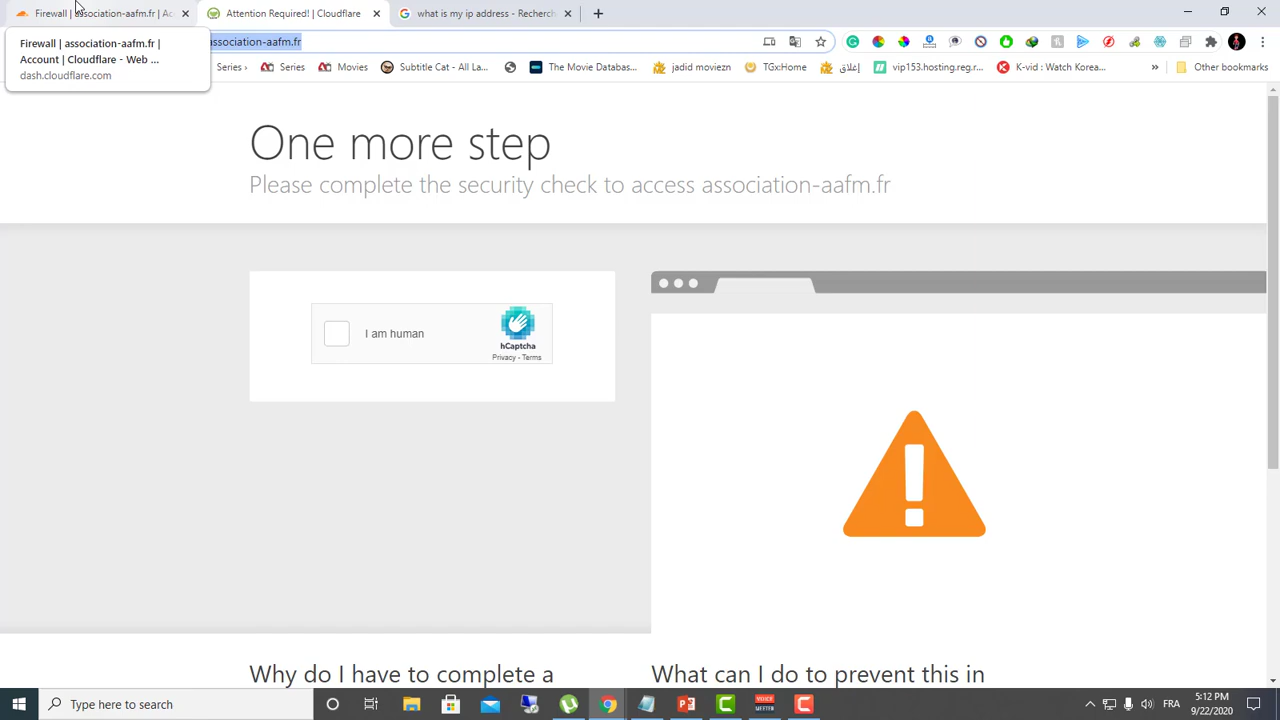 Firewall | association-aafm.fr | Ac
Attention Required! | Cloudflare
what is my ip address - Recherch
Firewall | association-aafm.fr |
Account | Cloudflare - Web ...
dash.cloudflare.com
association-aafm.fr
Series
Series
Movies
Subtitle Cat - All La...
The Movie Databas...
jadid moviezn
TGx:Home
إغلاق
vip153.hosting.reg.r...
K-vid : Watch Korea...
»
Other bookmarks
One more step
Please complete the security check to access association-aafm.fr
I am human
hCaptcha
Privacy - Terms
Why do I have to complete a
What can I do to prevent this in
Type here to search
FR
5:12 PM
9/22/2020